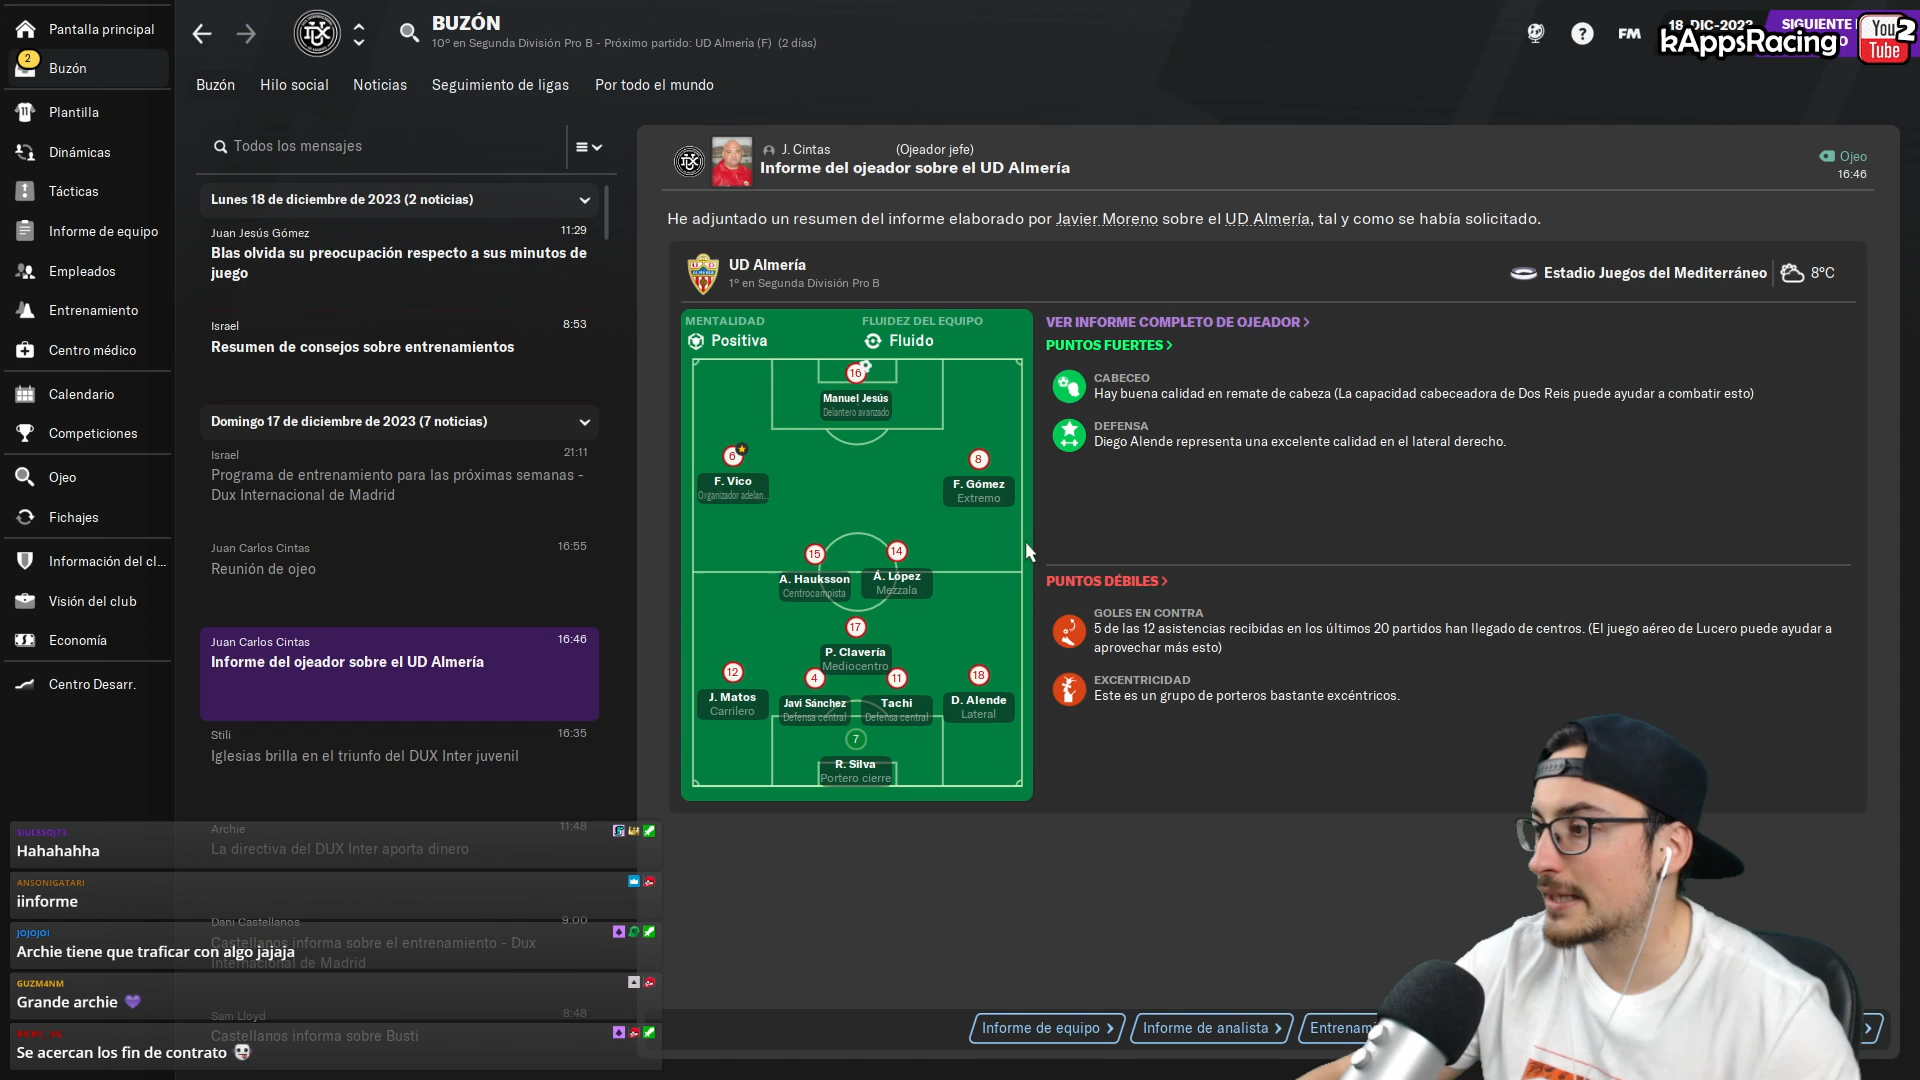 Pantalla principal
2
Buzón
Plantilla
Dinámicas
Tácticas
Informe de equipo
Empleados
Entrenamiento
Centro médico
Calendario
Competiciones
Ojeo
Fichajes
Información del cl...
Visión del club
Economía
Centro Desarr.
BUZÓN
10º en Segunda División Pro B - Próximo partido: UD Almería (F) (2 días)
Buzón
Hilo social
Noticias
Seguimiento de ligas
Por todo el mundo
FM
18 DIC-2023
SIGUIENTE
kAppsRacing
You2
Tube
Todos los mensajes
Lunes 18 de diciembre de 2023 (2 noticias)
Juan Jesús Gómez 11:29
Blas olvida su preocupación respecto a sus minutos de
juego
Israel 8:53
Resumen de consejos sobre entrenamientos
Domingo 17 de diciembre de 2023 (7 noticias)
Israel 21:11
Programa de entrenamiento para las próximas semanas -
Dux Internacional de Madrid
Juan Carlos Cintas 16:55
Reunión de ojeo
Juan Carlos Cintas 16:46
Informe del ojeador sobre el UD Almería
Stili 16:35
Iglesias brilla en el triunfo del DUX Inter juvenil
Archie 11:48
La directiva del DUX Inter aporta dinero
Dani Castellanos 9:00
Castellanos informa sobre el entrenamiento - Dux
Internacional de Madrid
Sam Lloyd 8:48
Castellanos informa sobre Busti
SIULESOJ73
Hahahahha
ANSONIGATARI
iinforme
JOJOJOI
Archie tiene que traficar con algo jajaja
GUZM4NM
Grande archie
Se acercan los fin de contrato
J. Cintas (Ojeador jefe)
Informe del ojeador sobre el UD Almería
Ojeo
16:46
He adjuntado un resumen del informe elaborado por Javier Moreno sobre el UD Almería, tal y como se había solicitado.
UD Almería
1º en Segunda División Pro B
Estadio Juegos del Mediterráneo
8°C
MENTALIDAD
Positiva
FLUIDEZ DEL EQUIPO
Fluido
16
Manuel Jesús
Delantero avanzado
6
F. Vico
Organizador adelan...
8
F. Gómez
Extremo
15
A. Hauksson
Centrocampista
14
Á. López
Mezzala
17
P. Clavería
Mediocentro
12
J. Matos
Carrilero
4
Javi Sánchez
Defensa central
11
Tachi
Defensa central
18
D. Alende
Lateral
7
R. Silva
Portero cierre
VER INFORME COMPLETO DE OJEADOR >
PUNTOS FUERTES >
CABECEO
Hay buena calidad en remate de cabeza (La capacidad cabeceadora de Dos Reis puede ayudar a combatir esto)
DEFENSA
Diego Alende representa una excelente calidad en el lateral derecho.
PUNTOS DÉBILES >
GOLES EN CONTRA
5 de las 12 asistencias recibidas en los últimos 20 partidos han llegado de centros. (El juego aéreo de Lucero puede ayudar a
aprovechar más esto)
EXCENTRICIDAD
Este es un grupo de porteros bastante excéntricos.
Informe de equipo >
Informe de analista >
Entrenam